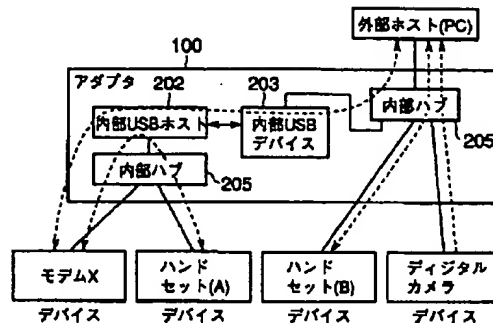 外部ホスト(PC)
100
アダプタ
202
203
内部USBホスト
内部USB
デバイス
内部ハブ
205
内部ハブ
205
モデムX
ハンド
セット(A)
ハンド
セット(B)
ディジタル
カメラ
デバイス
デバイス
デバイス
デバイス